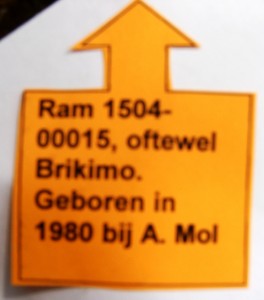 Ram 1504-
00015, oftewel
Brikimo.
Geboren in
1980 bij A. Mol